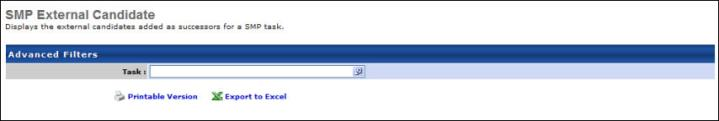 SMP External Candidate
Displays the external candidates added as successors for a SMP task.
Advanced Filters
Task :
Printable Version Export to Excel